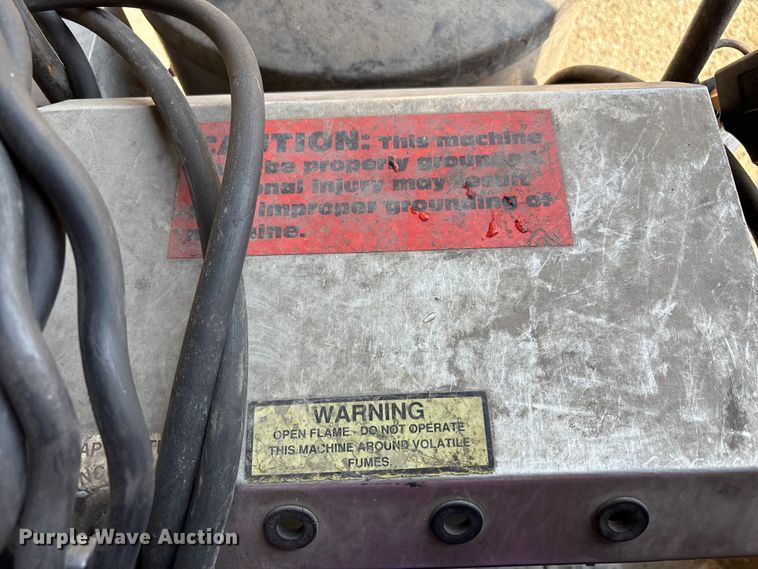 CAUTION: This machine
be properly grounded.
onal injury may result
improper grounding of
machine.
WARNING
OPEN FLAME - DO NOT OPERATE
THIS MACHINE AROUND VOLATILE
FUMES.
AP
Purple Wave Auction